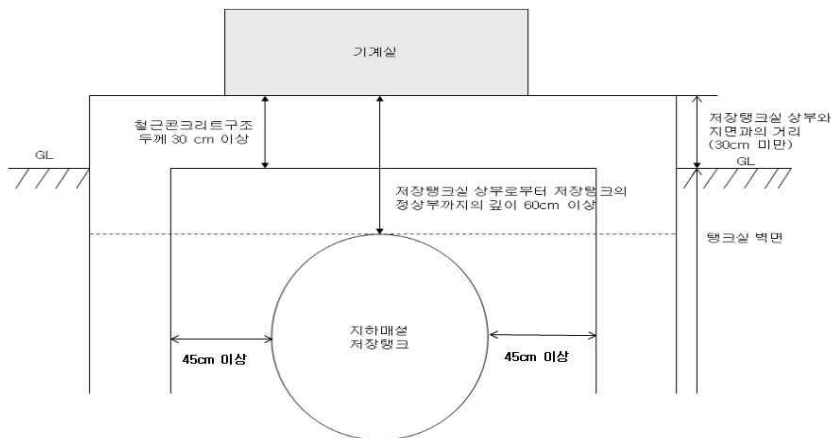 기계실
철근콘크리트구조
두께 30 cm 이상
저장탱크실 상부와
지면과의 거리
(30cm 미만)
GL
GL
저장탱크실 상부로부터 저장탱크의
정상부까지의 깊이 60cm 이상
탱크실 벽면
지하매설
저장탱크
45cm 이상
45cm 이상